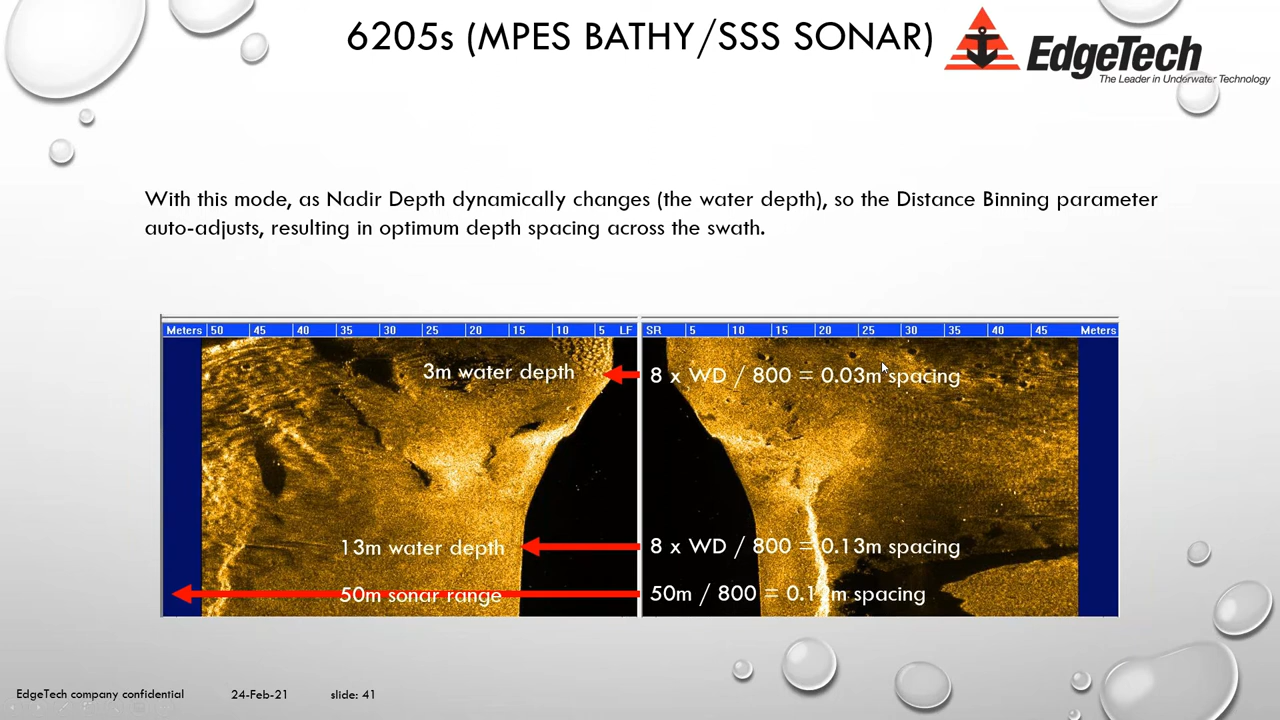 6205s (MPES BATHY/SSS SONAR)
EdgeTech
The Leader in Underwater Technology
With this mode, as Nadir Depth dynamically changes (the water depth), so the Distance Binning parameter
auto-adjusts, resulting in optimum depth spacing across the swath.
Meters 50 45 40 35 30 25 20 15 10 5 LF SR 5 10 15 20 25 30 35 40 45 Meters
3m water depth 8 x WD / 800 = 0.03m spacing
13m water depth 8 x WD / 800 = 0.13m spacing
50m sonar range 50m / 800 = spacing
EdgeTech company confidential 24-Feb-21 slide: 41